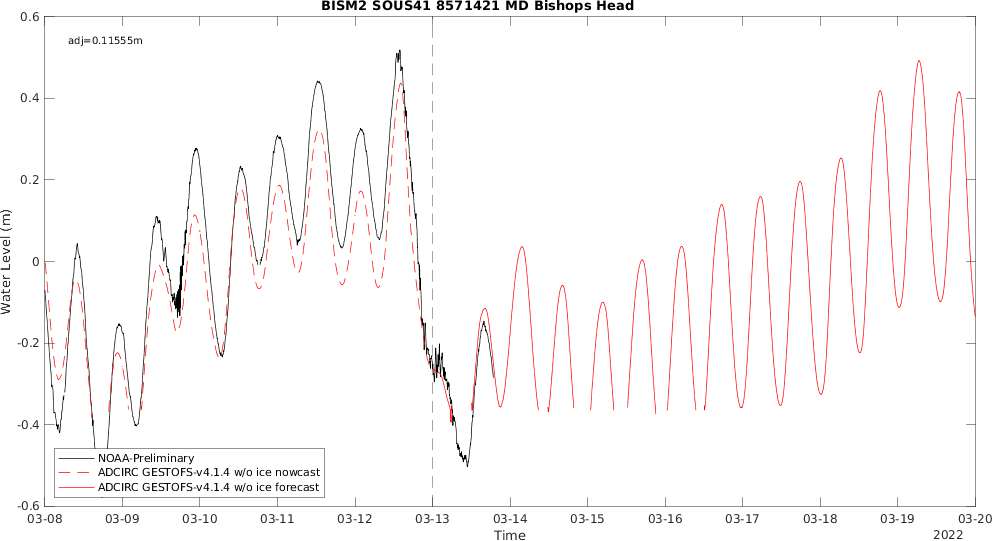 BISM2 SOUS41 8571421 MD Bishops Head
adj=0.11555m
0.6
0.4
0.2
0
-0.2
-0.4
-0.6
Water Level (m)
NOAA-Preliminary
ADCIRC GESTOFS-v4.1.4 w/o ice nowcast
ADCIRC GESTOFS-v4.1.4 w/o ice forecast
03-08 03-09 03-10 03-11 03-12 03-13 03-14 03-15 03-16 03-17 03-18 03-19 03-20
Time
2022